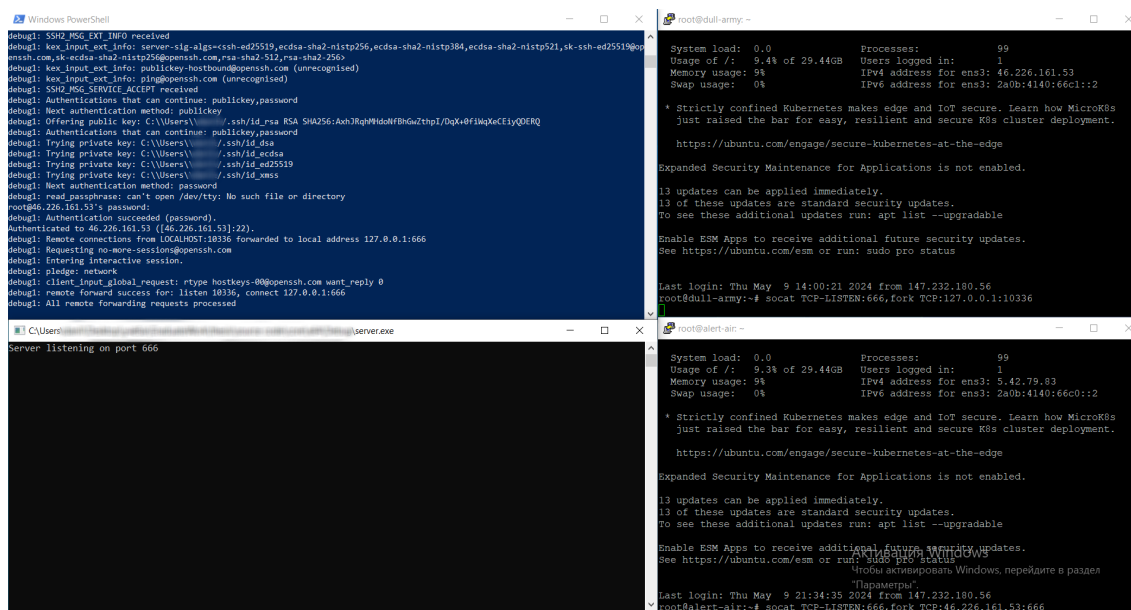 Windows PowerShell
debug1: SSH2_MSG_EXT_INFO received
debug1: kex_input_ext_info: server-sig-algs=<ssh-ed25519,ecdsa-sha2-nistp256,ecdsa-sha2-nistp384,ecdsa-sha2-nistp521,sk-ssh-ed25519@op
enssh.com,sk-ecdsa-sha2-nistp256@openssh.com,rsa-sha2-512,rsa-sha2-256>
debug1: kex_input_ext_info: publickey-hostbound@openssh.com (unrecognised)
debug1: kex_input_ext_info: ping@openssh.com (unrecognised)
debug1: SSH2_MSG_SERVICE_ACCEPT received
debug1: Authentications that can continue: publickey,password
debug1: Next authentication method: publickey
debug1: Offering public key: C:\\Users\\ /.ssh/id_rsa RSA
debug1: Authentications that can continue: publickey,password
debug1: Trying private key: C:\\Users\\ /.ssh/id_dsa
debug1: Trying private key: C:\\Users\ /.ssh/id_ecdsa
debug1: Trying private key: C:\\Users\ /.ssh/id_ed25519
debug1: Trying private key: C:\\Users\ /.ssh/id_xmss
debug1: Next authentication method: password
debug1: read_passphrase: can't open /dev/tty: No such file or directory
root@46.226.161.53's password:
debug1: Authentication succeeded (password).
Authenticated to 46.226.161.53 ([46.226.161.53]:22).
debug1: Remote connections from LOCALHOST:10336 forwarded to local address 127.0.0.1:666
debug1: Requesting no-more-sessions@openssh.com
debug1: Entering interactive session.
debug1: pledge: network
debug1: client_input_global_request: rtype hostkeys-00@openssh.com want_reply 0
debug1: remote forward success for: listen 10336, connect 127.0.0.1:666
debug1: All remote forwarding requests processed
root@dull-army: ~
System load: 0.0 Processes: 99
Usage of /: 9.4% of 29.44GB Users logged in: 1
Memory usage: 9% IPv4 address for ens3: 46.226.161.53
Swap usage: 0% IPv6 address for ens3: 2a0b:4140:66c1::2
* Strictly confined Kubernetes makes edge and IoT secure. Learn how MicroK8s
just raised the bar for easy, resilient and secure K8s cluster deployment.
https://ubuntu.com/engage/secure-kubernetes-at-the-edge
Expanded Security Maintenance for Applications is not enabled.
13 updates can be applied immediately.
13 of these updates are standard security updates.
To see these additional updates run: apt list --upgradable
Enable ESM Apps to receive additional future security updates.
See https://ubuntu.com/esm or run: sudo pro status
Last login: Thu May 9 14:00:21 2024 from 147.232.180.56
root@dull-army:~# socat TCP-LISTEN:666,fork TCP:127.0.0.1:10336
C:\Users \server.exe
Server listening on port 666
root@alert-air: ~
System load: 0.0 Processes: 99
Usage of /: 9.3% of 29.44GB Users logged in: 1
Memory usage: 9% IPv4 address for ens3: 5.42.79.83
Swap usage: 0% IPv6 address for ens3: 2a0b:4140:66c0::2
* Strictly confined Kubernetes makes edge and IoT secure. Learn how MicroK8s
just raised the bar for easy, resilient and secure K8s cluster deployment.
https://ubuntu.com/engage/secure-kubernetes-at-the-edge
Expanded Security Maintenance for Applications is not enabled.
13 updates can be applied immediately.
13 of these updates are standard security updates.
To see these additional updates run: apt list --upgradable
Enable ESM Apps to receive additional future security updates.
See https://ubuntu.com/esm or run: sudo pro status
Активация Windows
Чтобы активировать Windows, перейдите в раздел
"Параметры".
Last login: Thu May 9 21:34:35 2024 from 147.232.180.56
root@alert-air:~# socat TCP-LISTEN:666,fork TCP:46.226.161.53:666